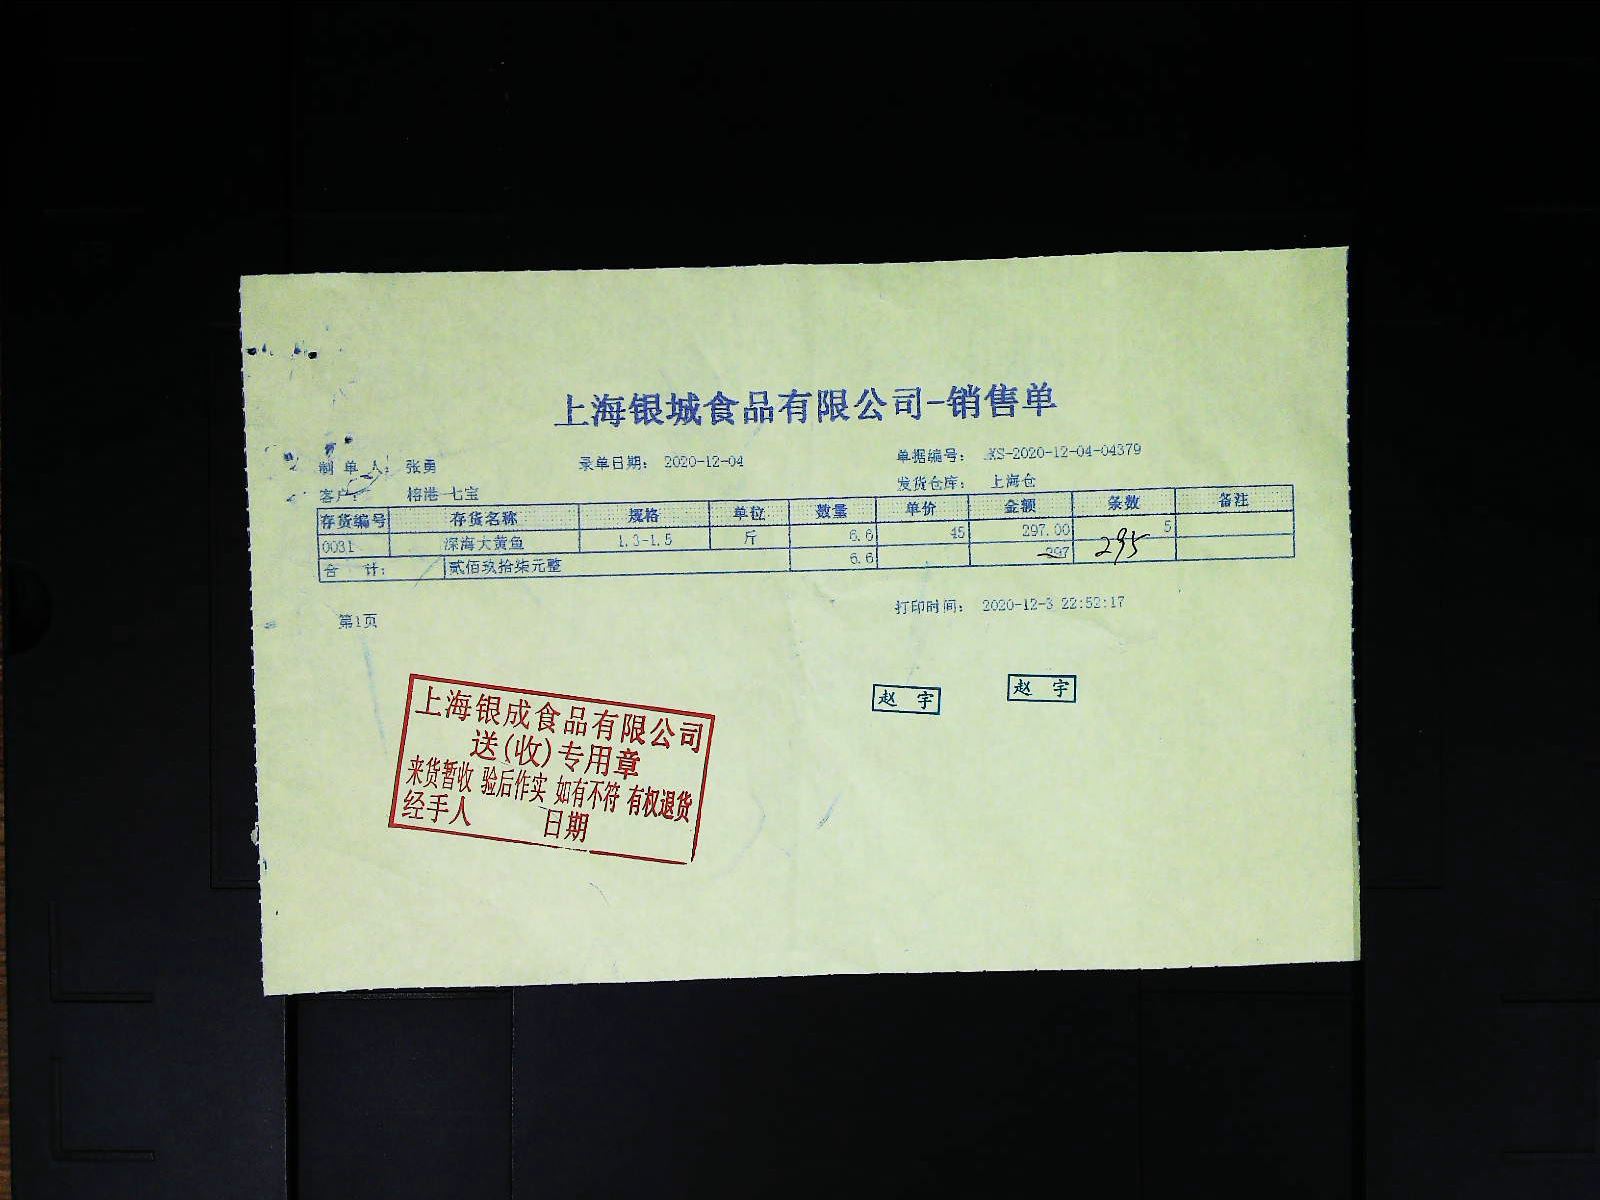 上海银城食品有限公司-销售单
制 单 人: 张勇 录单日期: 2020-12-04 单据编号: XS-2020-12-04-04379
客户: 榕港-七宝 发货仓库: 上海仓
存货编号 存货名称 规格 单位 数量 单价 金额 条数 备注
0031 深海大黄鱼 1.3-1.5 斤 6.6 45 297.00 5
合 计: 贰佰玖拾柒元整 6.6 297 295
第1页 打印时间: 2020-12-3 22:52:17
赵 宇 赵 宇
上海银成食品有限公司
送(收)专用章
来货暂收 验后作实 如有不符 有权退货
经手人 日期